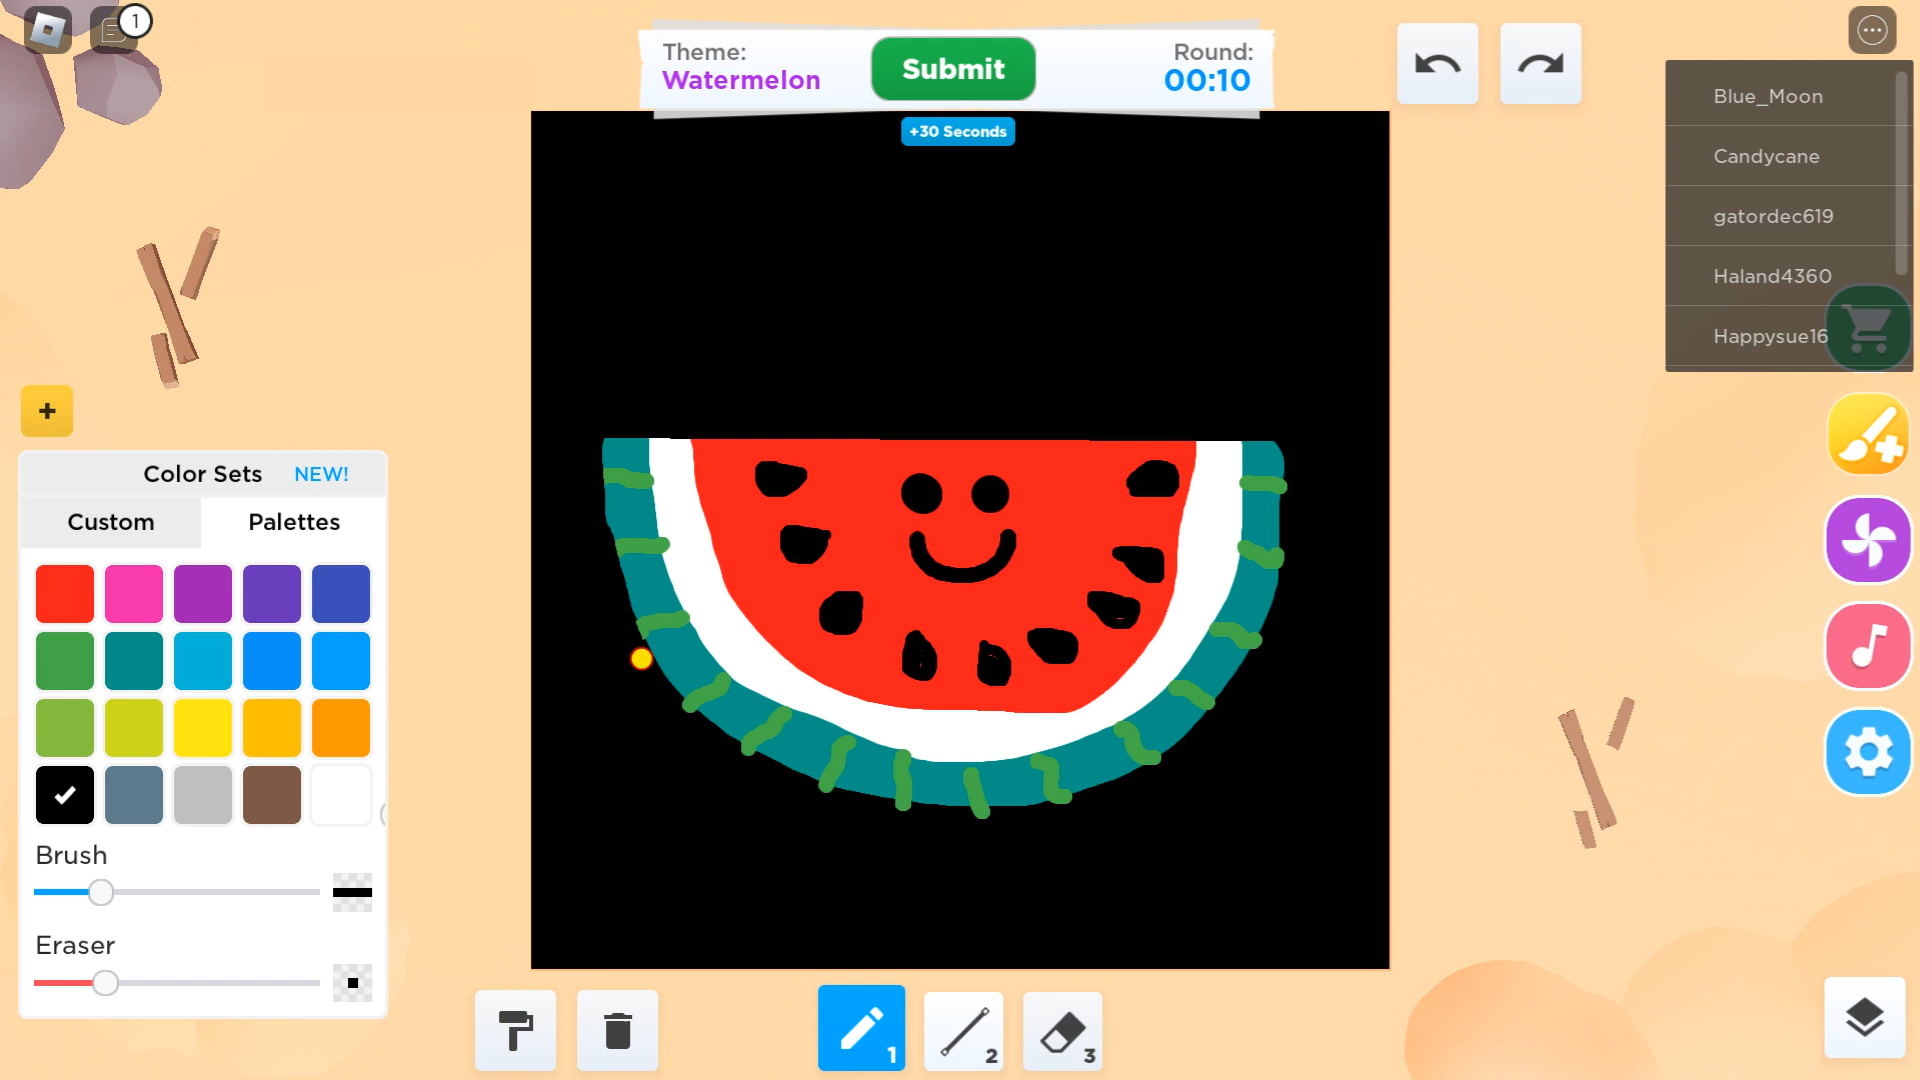 1
Theme:
Watermelon
Submit
Round:
00:10
+30 Seconds
Blue_Moon
Candycane
gatordec619
Haland4360
Happysue16
+
Color Sets NEW!
Custom Palettes
Brush
Eraser
1
2
3